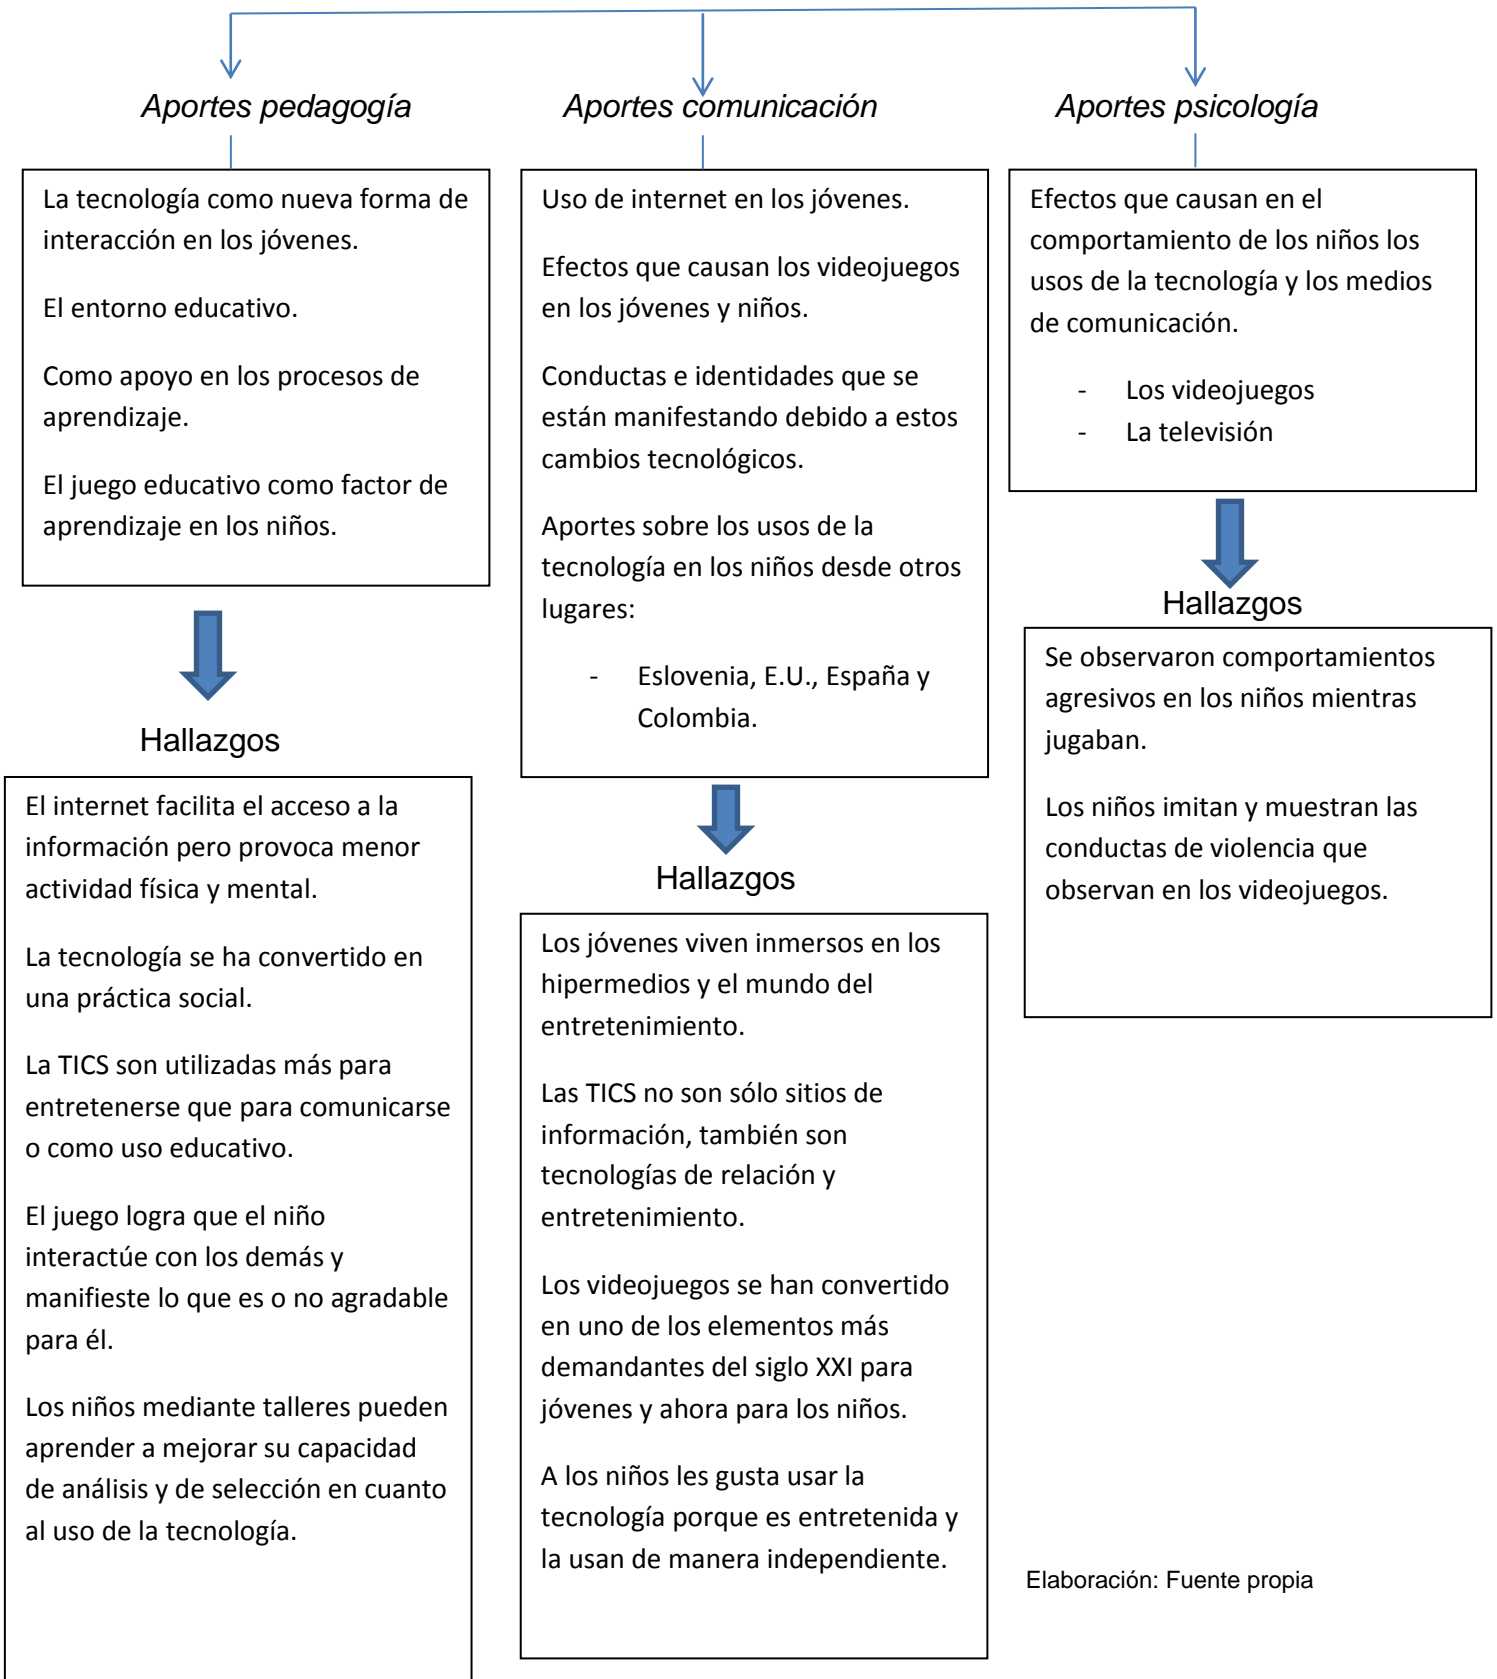 Aportes pedagogía
La tecnología como nueva forma de
interacción en los jóvenes.
El entorno educativo.
Como apoyo en los procesos de
aprendizaje.
El juego educativo como factor de
aprendizaje en los niños.
Hallazgos
El internet facilita el acceso a la
información pero provoca menor
actividad física y mental.
La tecnología se ha convertido en
una práctica social.
La TICS son utilizadas más para
entretenerse que para comunicarse
o como uso educativo.
El juego logra que el niño
interactúe con los demás y
manifieste lo que es o no agradable
para él.
Los niños mediante talleres pueden
aprender a mejorar su capacidad
de análisis y de selección en cuanto
al uso de la tecnología.
Aportes comunicación
Uso de internet en los jóvenes.
Efectos que causan los videojuegos
en los jóvenes y niños.
Conductas e identidades que se
están manifestando debido a estos
cambios tecnológicos.
Aportes sobre los usos de la
tecnología en los niños desde otros
lugares:
- Eslovenia, E.U., España y
Colombia.
Hallazgos
Los jóvenes viven inmersos en los
hipermedios y el mundo del
entretenimiento.
Las TICS no son sólo sitios de
información, también son
tecnologías de relación y
entretenimiento.
Los videojuegos se han convertido
en uno de los elementos más
demandantes del siglo XXI para
jóvenes y ahora para los niños.
A los niños les gusta usar la
tecnología porque es entretenida y
la usan de manera independiente.
Aportes psicología
Efectos que causan en el
comportamiento de los niños los
usos de la tecnología y los medios
de comunicación.
- Los videojuegos
- La televisión
Hallazgos
Se observaron comportamientos
agresivos en los niños mientras
jugaban.
Los niños imitan y muestran las
conductas de violencia que
observan en los videojuegos.
Elaboración: Fuente propia